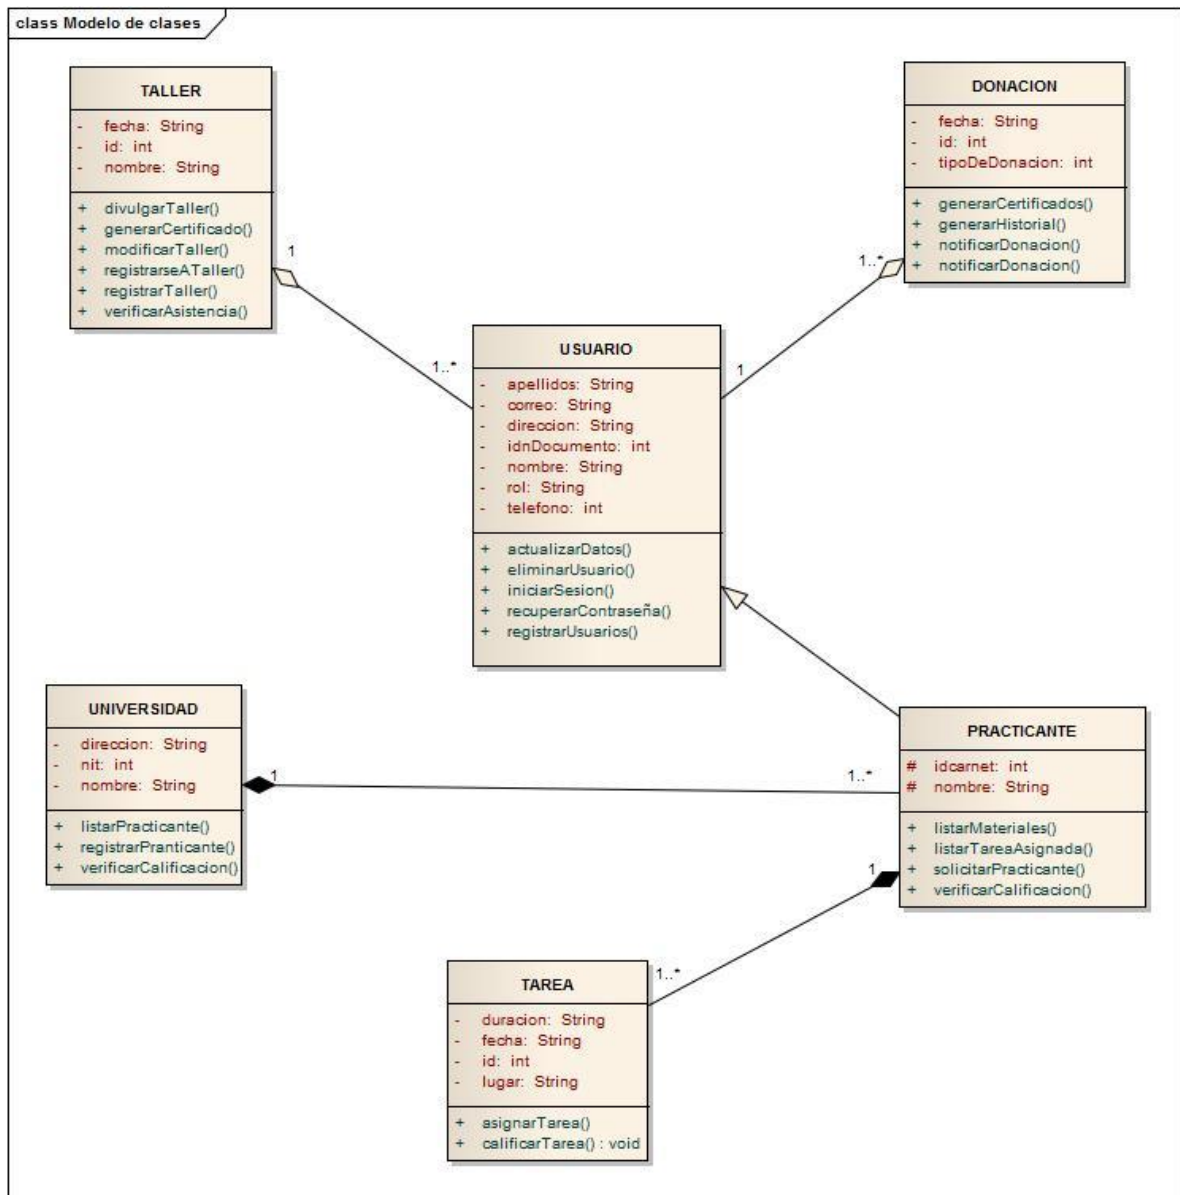 class Modelo de clases
TALLER
- fecha: String
- id: int
- nombre: String
+ divulgarTaller()
+ generarCertificado()
+ modificarTaller()
+ registrarseATaller()
+ registrarTaller()
+ verificarAsistencia()
1
1..*
DONACION
- fecha: String
- id: int
- tipoDeDonacion: int
+ generarCertificados()
+ generarHistorial()
+ notificarDonacion()
+ notificarDonacion()
1..*
1
USUARIO
- apellidos: String
- correo: String
- direccion: String
- idnDocumento: int
- nombre: String
- rol: String
- telefono: int
+ actualizarDatos()
+ eliminarUsuario()
+ iniciarSesion()
+ recuperarContraseña()
+ registrarUsuarios()
UNIVERSIDAD
- direccion: String
- nit: int
- nombre: String
+ listarPracticante()
+ registrarPranticante()
+ verificarCalificacion()
1
1..*
PRACTICANTE
# idcarnet: int
# nombre: String
+ listarMateriales()
+ listarTareaAsignada()
+ solicitarPracticante()
+ verificarCalificacion()
1
1..*
TAREA
- duracion: String
- fecha: String
- id: int
- lugar: String
+ asignarTarea()
+ calificarTarea() : void